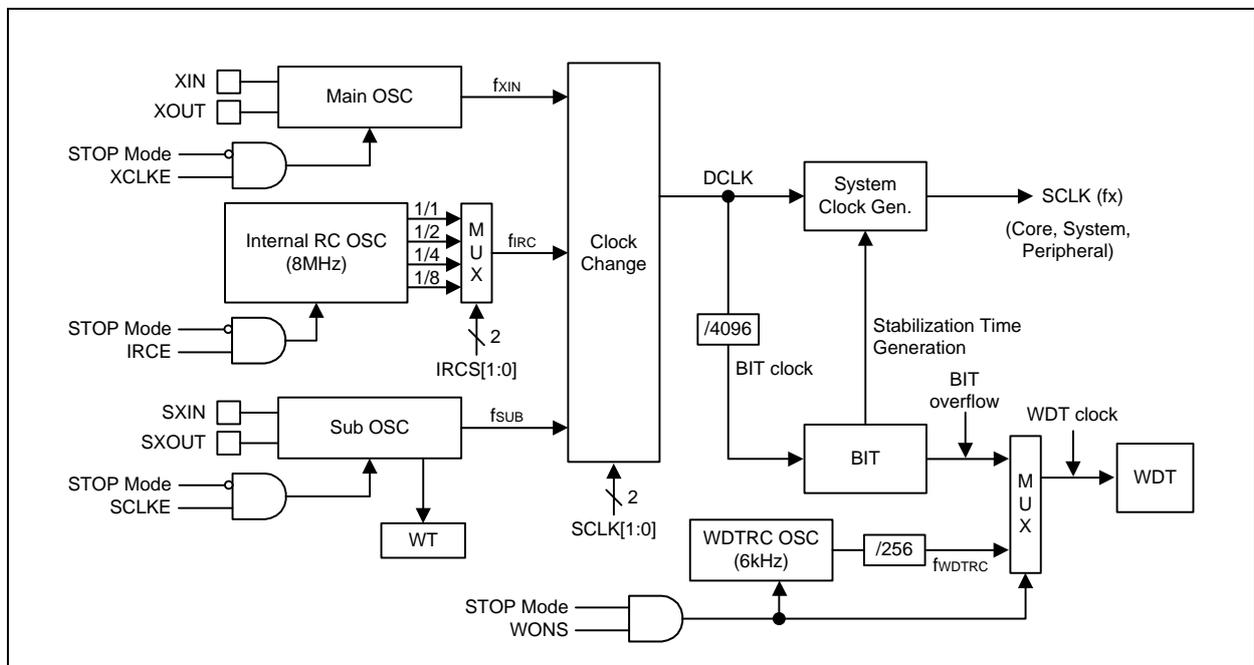 XIN
XOUT
Main OSC
fXIN
STOP Mode
XCLKE
Internal RC OSC
(8MHz)
1/1
1/2
1/4
1/8
M
U
X
fIRC
STOP Mode
IRCE
2
IRCS[1:0]
SXIN
SXOUT
Sub OSC
fSUB
STOP Mode
SCLKE
WT
Clock
Change
2
SCLK[1:0]
DCLK
System
Clock Gen.
SCLK (fx)
(Core, System,
Peripheral)
/4096
BIT clock
Stabilization Time
Generation
BIT
BIT
overflow
WDT clock
M
U
X
WDT
WDTRC OSC
(6kHz)
/256
fWDTRC
STOP Mode
WONS